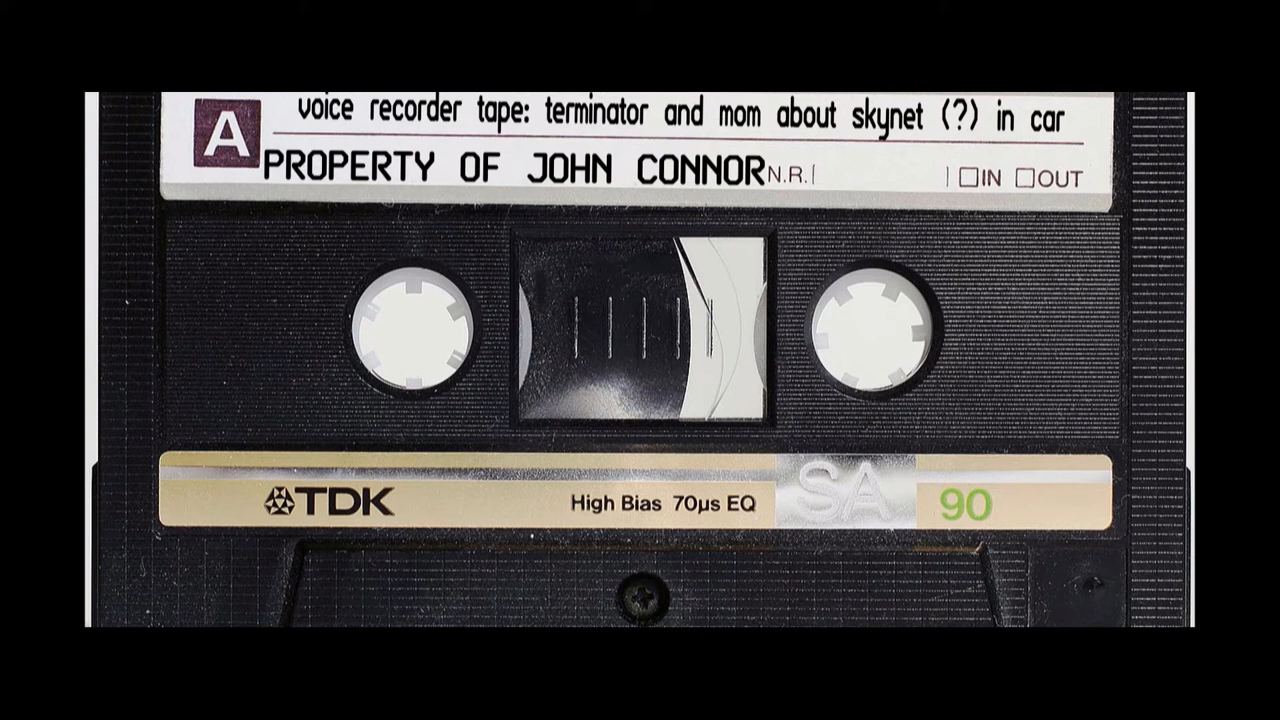 voice recorder tape: terminator and mom about skynet (?) in car
A
PROPERTY OF JOHN CONNOR N.R. IN OUT
TDK High Bias 70µs EQ SA 90